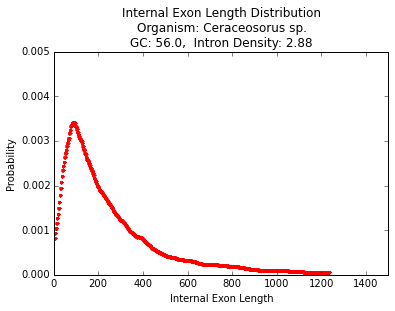 Internal Exon Length Distribution
Organism: Ceraceosorus sp.
GC: 56.0,  Intron Density: 2.88
0.005
0.004
0.003
0.002
0.001
0.000
Probability
0 200 400 600 800 1000 1200 1400
Internal Exon Length